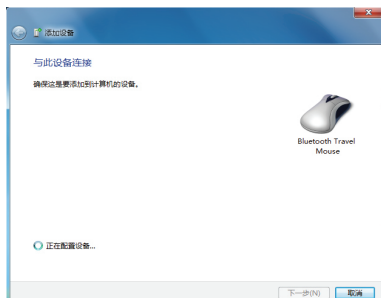 添加设备
与此设备连接
确保这是要添加到计算机的设备。
Bluetooth Travel
Mouse
正在配置设备...
下一步(N)
取消